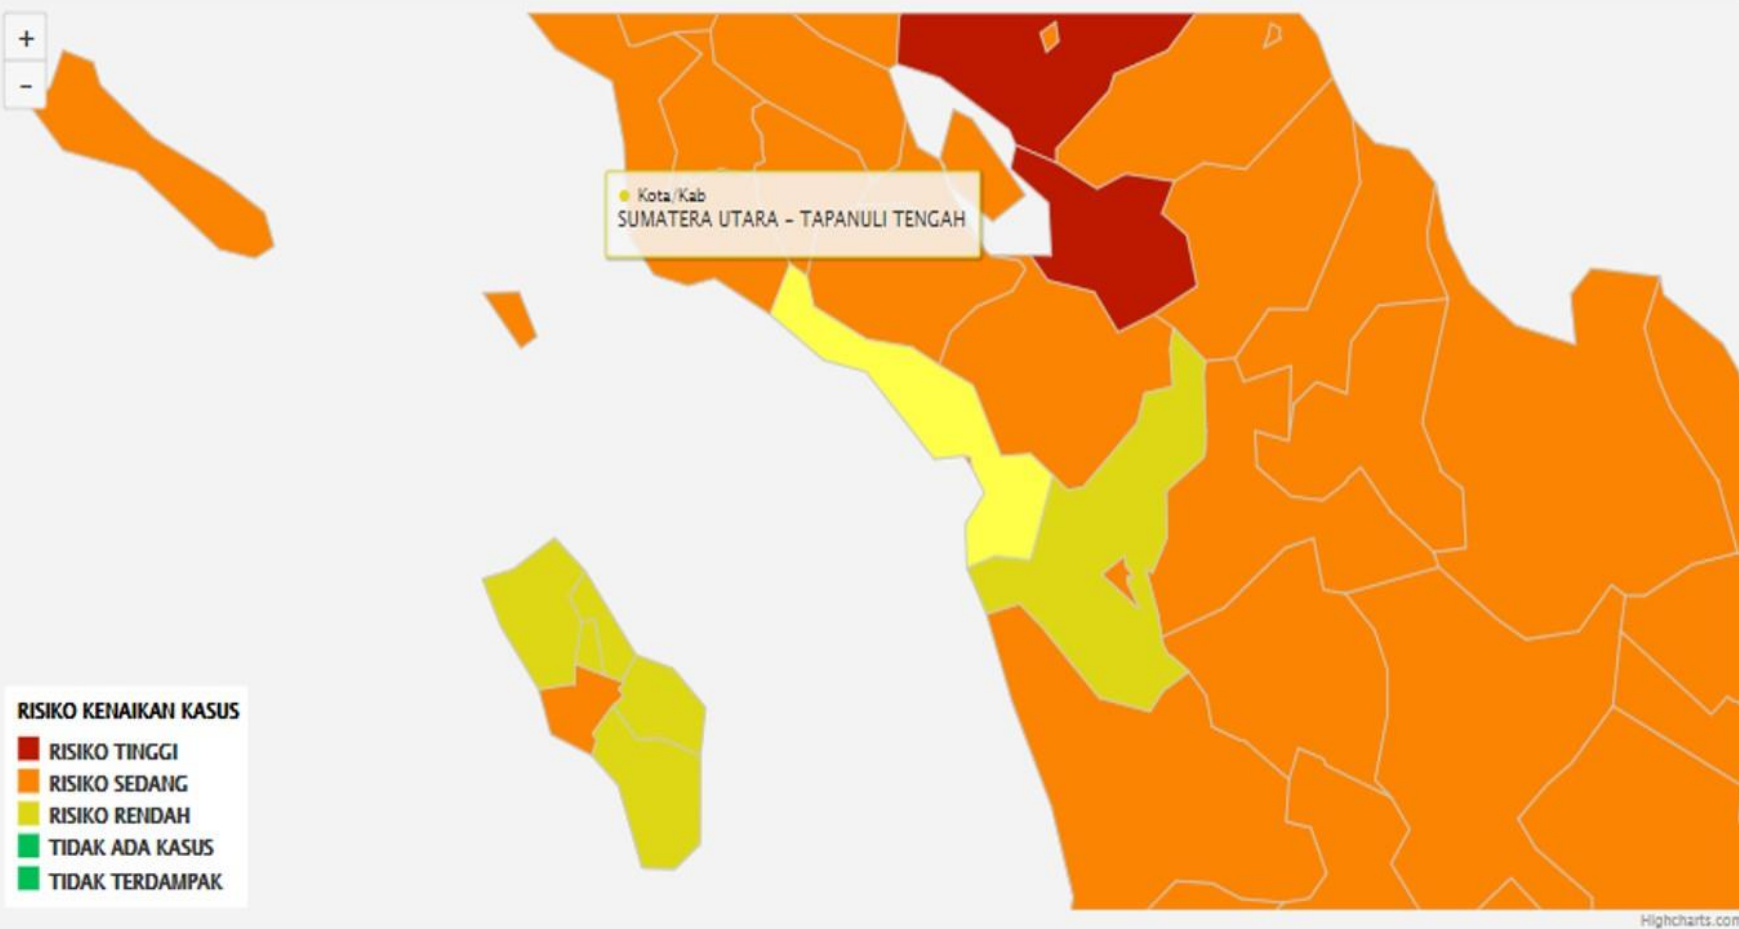 +
–
Kota/Kab
SUMATERA UTARA – TAPANULI TENGAH
RISIKO KENAIKAN KASUS
RISIKO TINGGI
RISIKO SEDANG
RISIKO RENDAH
TIDAK ADA KASUS
TIDAK TERDAMPAK
Highcharts.com